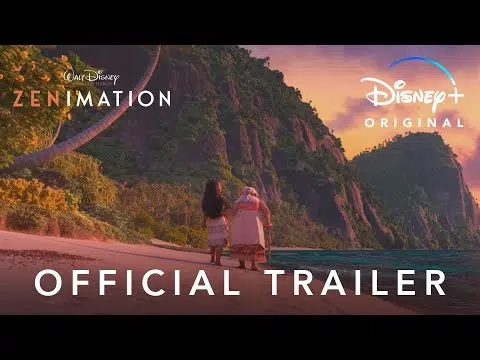 WALT DISNEY
ZENIMATION
Disney+
ORIGINAL
OFFICIAL TRAILER